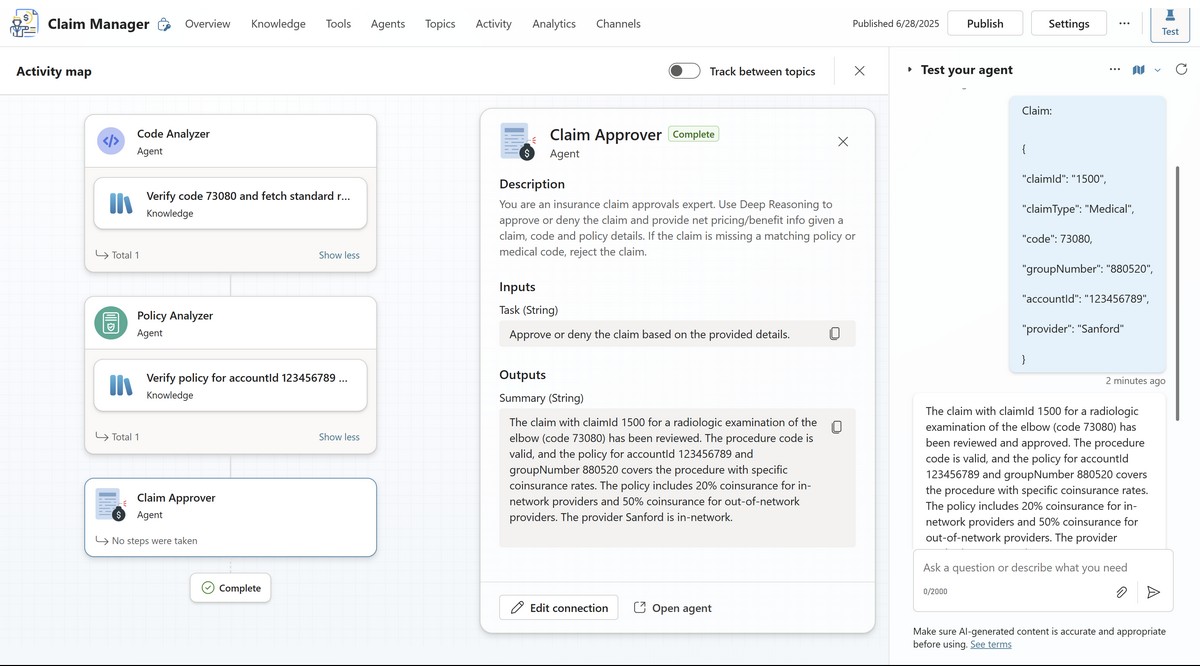 Claim Manager
Overview
Knowledge
Tools
Agents
Topics
Activity
Analytics
Channels
Published 6/28/2025
Publish
Settings
Test
Activity map
Track between topics
Code Analyzer
Agent
Verify code 73080 and fetch standard r...
Knowledge
Total 1
Show less
Policy Analyzer
Agent
Verify policy for accountId 123456789 ...
Knowledge
Total 1
Show less
Claim Approver
Agent
No steps were taken
Complete
Claim Approver
Complete
Agent
Description
You are an insurance claim approvals expert. Use Deep Reasoning to
approve or deny the claim and provide net pricing/benefit info given a
claim, code and policy details. If the claim is missing a matching policy or
medical code, reject the claim.
Inputs
Task (String)
Approve or deny the claim based on the provided details.
Outputs
Summary (String)
The claim with claimId 1500 for a radiologic examination of the
elbow (code 73080) has been reviewed. The procedure code is
valid, and the policy for accountId 123456789 and
groupNumber 880520 covers the procedure with specific
coinsurance rates. The policy includes 20% coinsurance for in-
network providers and 50% coinsurance for out-of-network
providers. The provider Sanford is in-network.
Edit connection
Open agent
Test your agent
Claim:
{
"claimId": "1500",
"claimType": "Medical",
"code": 73080,
"groupNumber": "880520",
"accountId": "123456789",
"provider": "Sanford"
}
2 minutes ago
The claim with claimId 1500 for a radiologic
examination of the elbow (code 73080) has
been reviewed and approved. The procedure
code is valid, and the policy for accountId
123456789 and groupNumber 880520 covers
the procedure with specific coinsurance rates.
The policy includes 20% coinsurance for in-
network providers and 50% coinsurance for
out-of-network providers. The provider
Ask a question or describe what you need
0/2000
Make sure AI-generated content is accurate and appropriate
before using. See terms